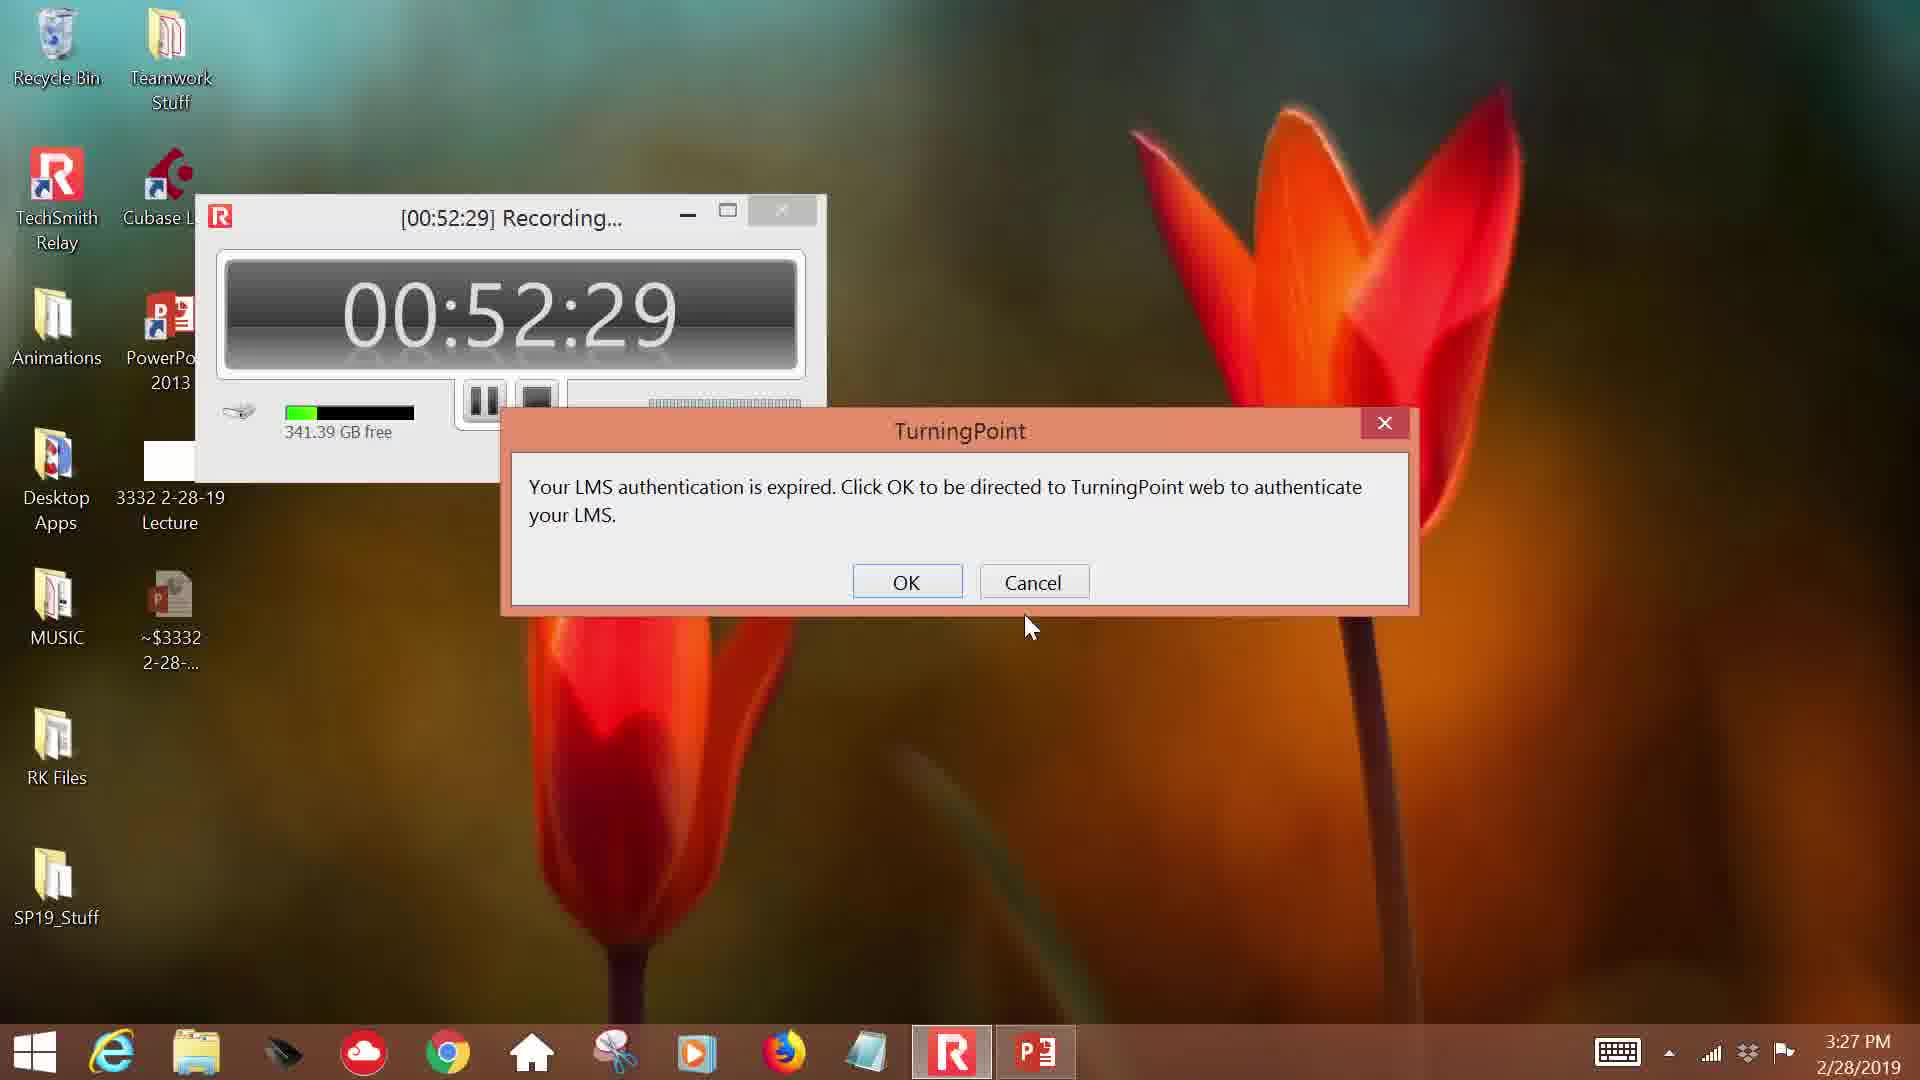 Recycle Bin
Teamwork
Stuff
TechSmith
Relay
Cubase L
Animations
PowerPo
2013
Desktop
Apps
3332 2-28-19
Lecture
MUSIC
~$3332
2-28-...
RK Files
SP19_Stuff
[00:52:29] Recording...
00:52:29
341.39 GB free
TurningPoint
Your LMS authentication is expired. Click OK to be directed to TurningPoint web to authenticate
your LMS.
OK
Cancel
3:27 PM
2/28/2019